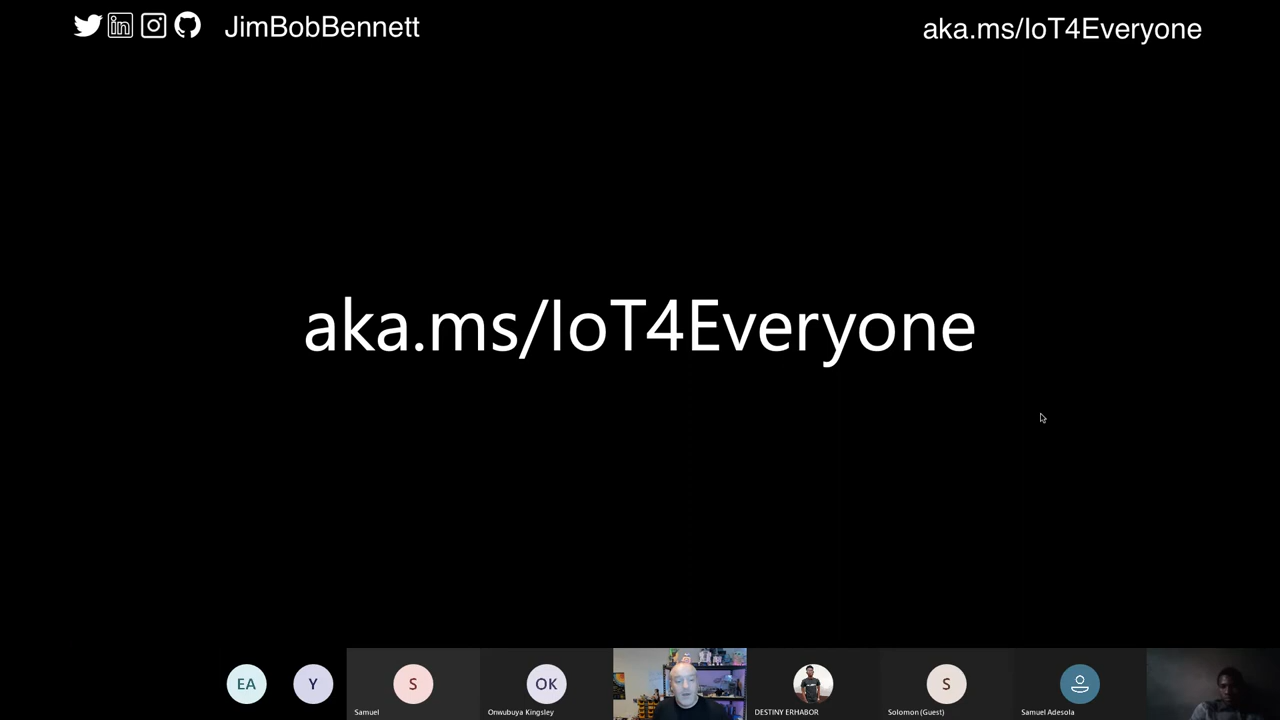 JimBobBennett
aka.ms/IoT4Everyone
aka.ms/IoT4Everyone
EA
Y
S
OK
S
Samuel
Onwubuya Kingsley
DESTINY ERHABOR
Solomon (Guest)
Samuel Adesola